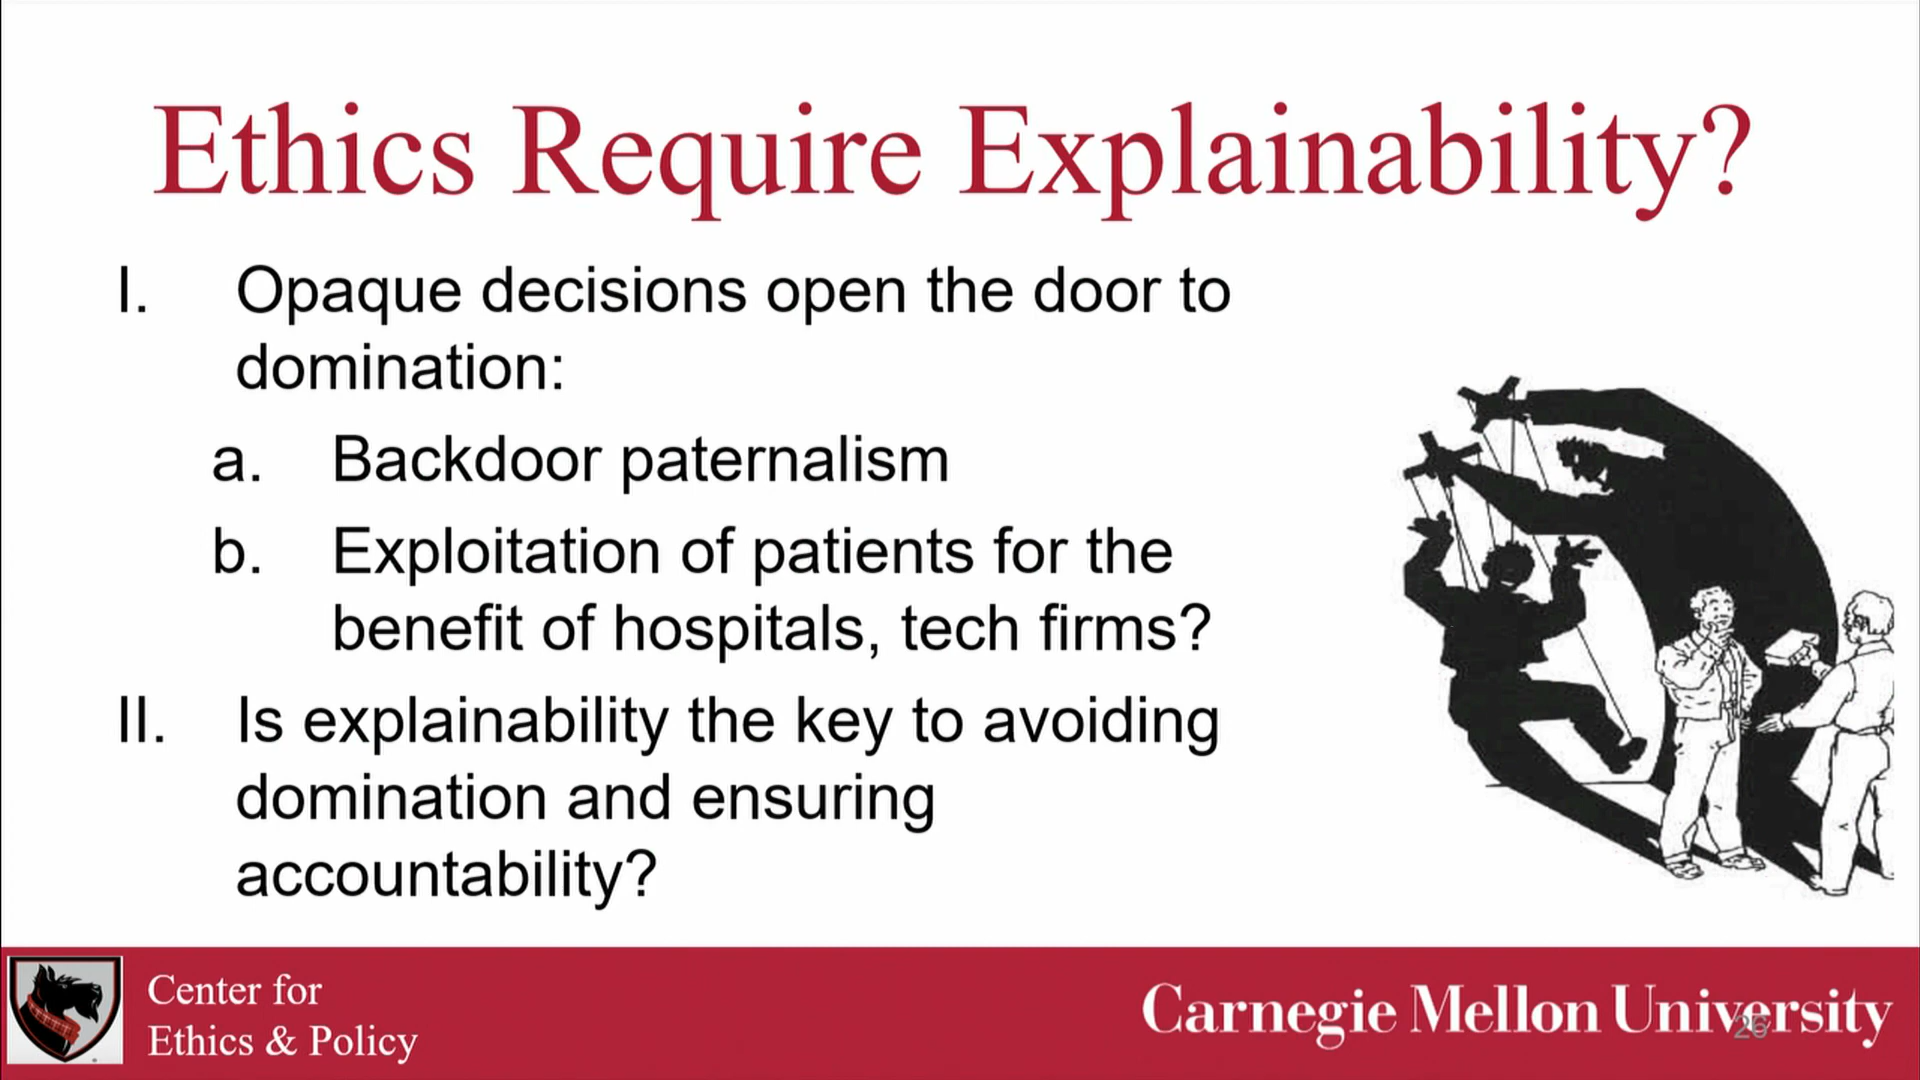 Ethics Require Explainability?
I. Opaque decisions open the door to
domination:
a. Backdoor paternalism
b. Exploitation of patients for the
benefit of hospitals, tech firms?
II. Is explainability the key to avoiding
domination and ensuring
accountability?
Center for
Ethics & Policy
Carnegie Mellon University
26